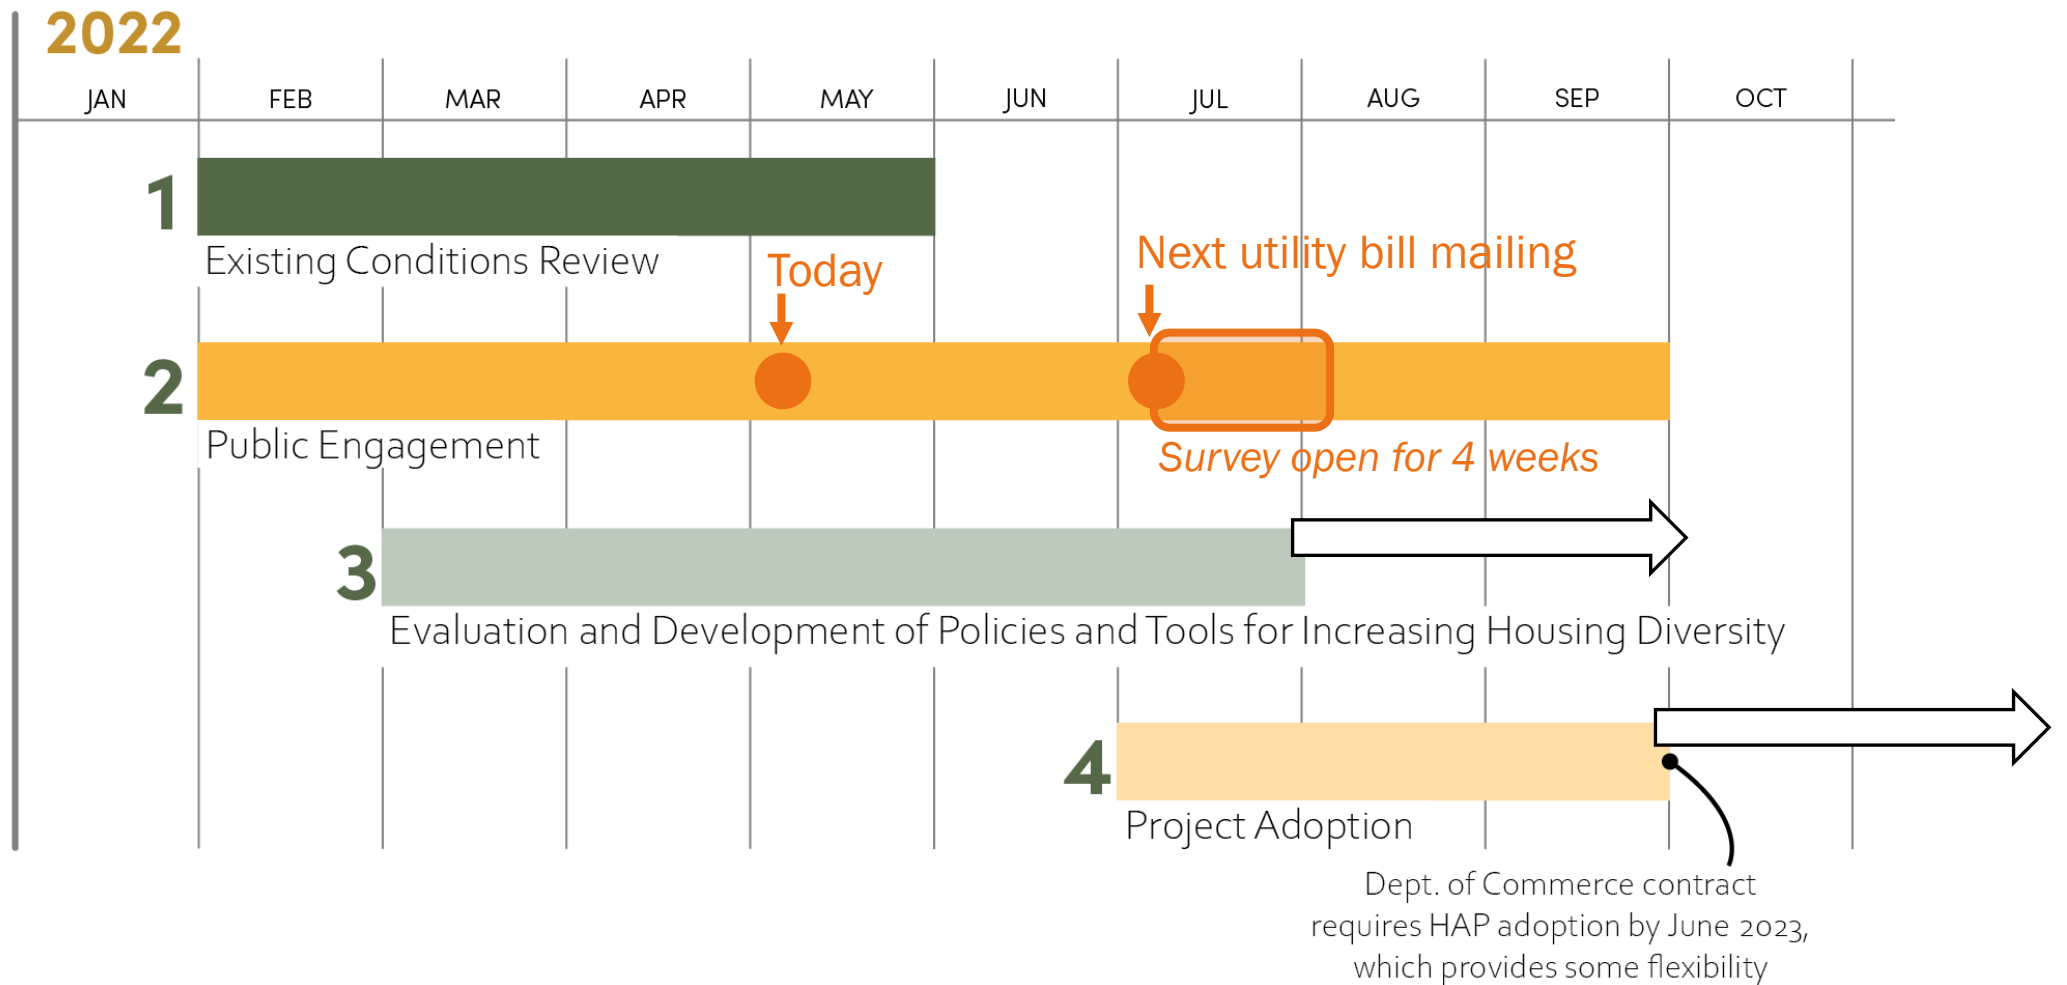 2022
JAN FEB MAR APR MAY JUN JUL AUG SEP OCT
1
Existing Conditions Review
Today
Next utility bill mailing
2
Public Engagement
Survey open for 4 weeks
3
Evaluation and Development of Policies and Tools for Increasing Housing Diversity
4
Project Adoption
Dept. of Commerce contract
requires HAP adoption by June 2023,
which provides some flexibility